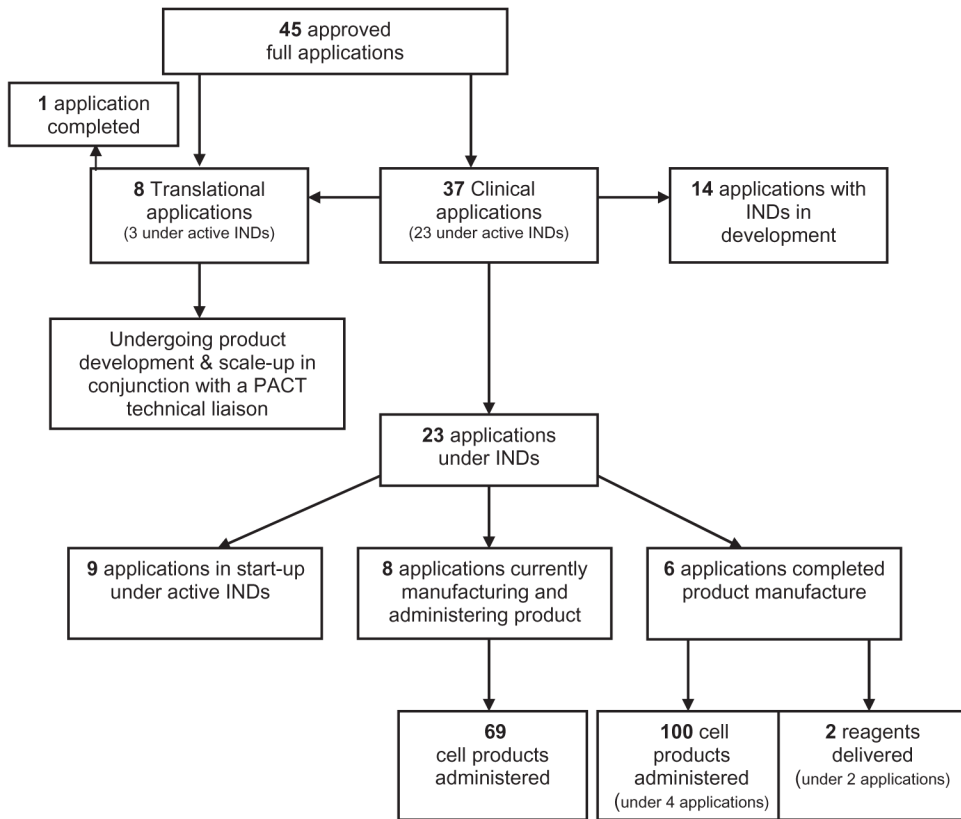 45 approved
full applications
1 application
completed
8 Translational
applications
(3 under active INDs)
37 Clinical
applications
(23 under active INDs)
14 applications with
INDs in
development
Undergoing product
development & scale-up in
conjunction with a PACT
technical liaison
23 applications
under INDs
9 applications in start-up
under active INDs
8 applications currently
manufacturing and
administering product
6 applications completed
product manufacture
69
cell products
administered
100 cell
products
administered
(under 4 applications)
2 reagents
delivered
(under 2 applications)